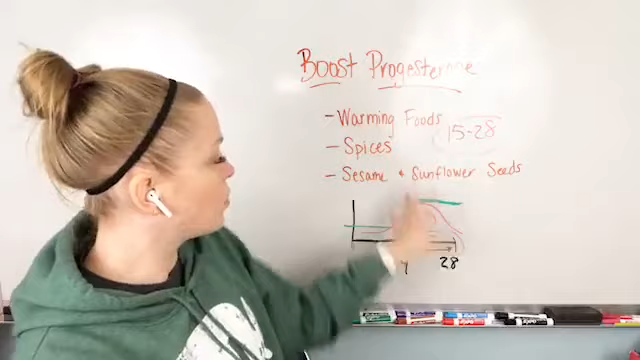 Boost Progesterone
- Warming Foods
15-28
- Spices
- Sesame + Sunflower Seeds
28